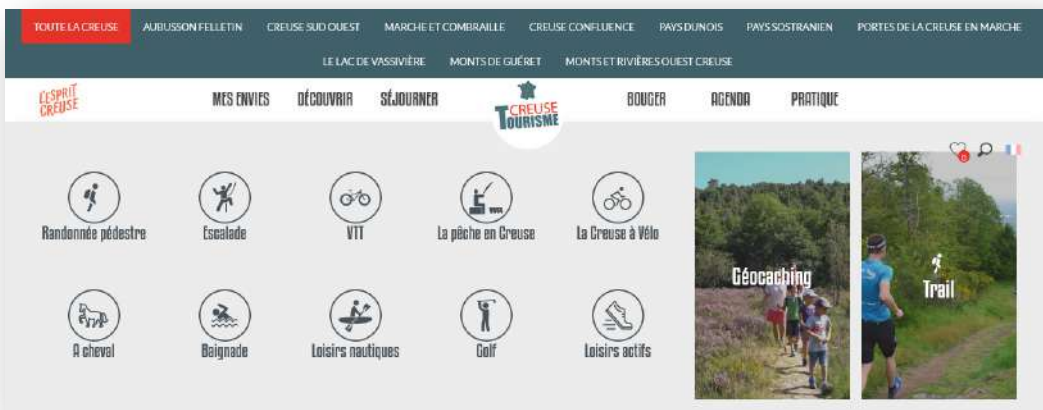 TOUTE LA CREUSE AUBUSSON FELLETIN CREUSE SUD OUEST MARCHE ET COMBRAILLE CREUSE CONFLUENCE PAYS DUNOIS PAYS SOSTRANIEN PORTES DE LA CREUSE EN MARCHE
LE LAC DE VASSIVIÈRE MONTS DE GUÉRET MONTS ET RIVIÈRES OUEST CREUSE
L'ESPRIT
CREUSE
MES ENVIES DÉCOUVRIR SÉJOURNER
CREUSE
TOURISME
BOUGER AGENDA PRATIQUE
0
Randonnée pédestre Escalade VTT La pêche en Creuse La Creuse à Vélo
Géocaching
Trail
A cheval Baignade Loisirs nautiques Golf Loisirs actifs